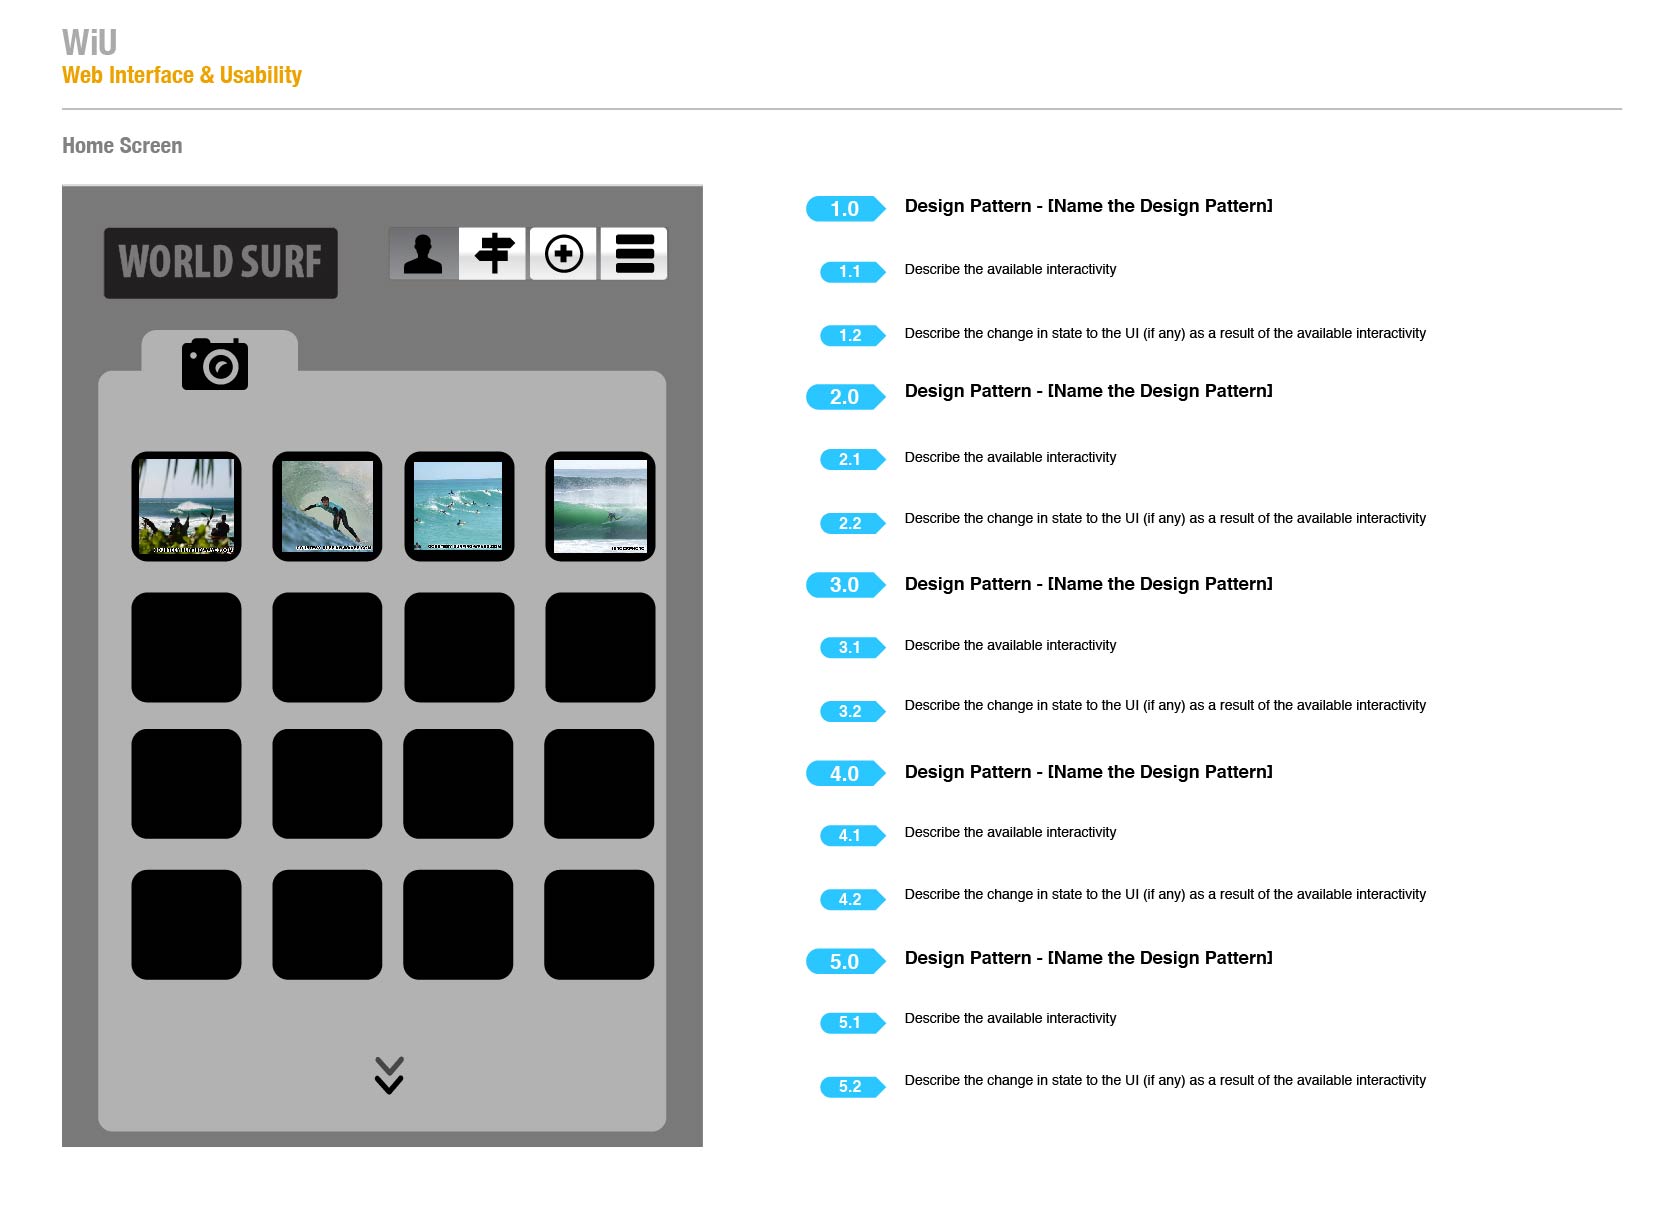 WiU
Web Interface & Usability
Home Screen
WORLD SURF
1.0 Design Pattern - [Name the Design Pattern]
1.1 Describe the available interactivity
1.2 Describe the change in state to the UI (if any) as a result of the available interactivity
2.0 Design Pattern - [Name the Design Pattern]
2.1 Describe the available interactivity
2.2 Describe the change in state to the UI (if any) as a result of the available interactivity
3.0 Design Pattern - [Name the Design Pattern]
3.1 Describe the available interactivity
3.2 Describe the change in state to the UI (if any) as a result of the available interactivity
4.0 Design Pattern - [Name the Design Pattern]
4.1 Describe the available interactivity
4.2 Describe the change in state to the UI (if any) as a result of the available interactivity
5.0 Design Pattern - [Name the Design Pattern]
5.1 Describe the available interactivity
5.2 Describe the change in state to the UI (if any) as a result of the available interactivity